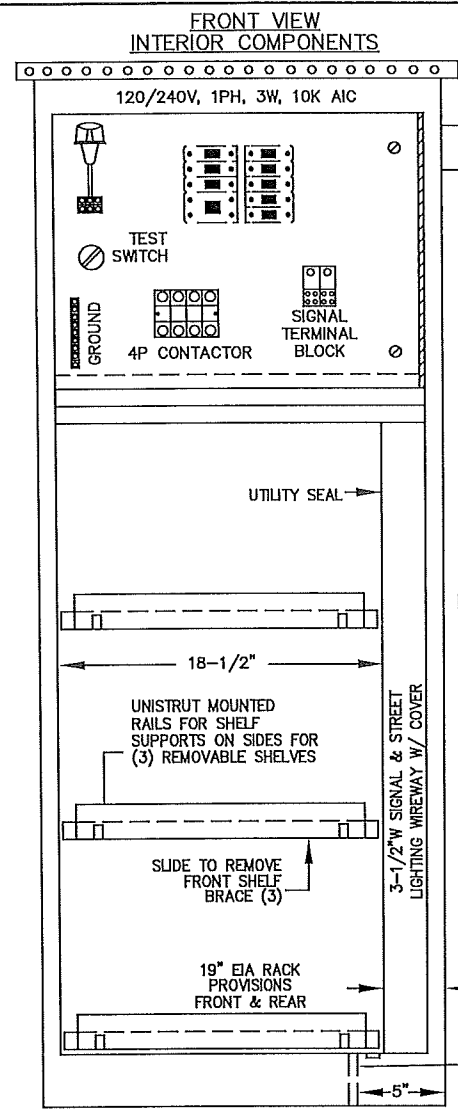 FRONT VIEW
INTERIOR COMPONENTS
120/240V, 1PH, 3W, 10K AIC
TEST
SWITCH
GROUND
4P CONTACTOR
SIGNAL
TERMINAL
BLOCK
UTILITY SEAL
18-1/2"
UNISTRUT MOUNTED
RAILS FOR SHELF
SUPPORTS ON SIDES FOR
(3) REMOVABLE SHELVES
3-1/2"W SIGNAL & STREET
LIGHTING WIREWAY W/ COVER
SLIDE TO REMOVE
FRONT SHELF
BRACE (3)
19" EIA RACK
PROVISIONS
FRONT & REAR
5"